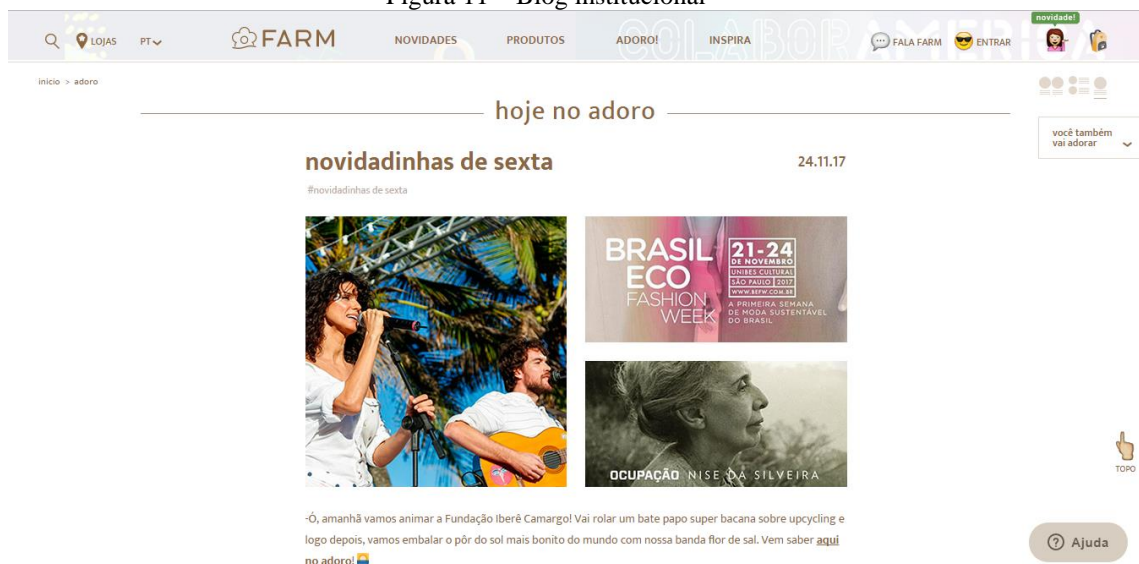 Figura 11 – Blog institucional
LOJAS PT FARM NOVIDADES PRODUTOS ADORO! INSPIRA FALA FARM ENTRAR novidade!
início > adoro
hoje no adoro
você também
vai adorar
novidadinhas de sexta 24.11.17
#novidadinhas de sexta
BRASIL
ECO
FASHION
WEEK
21-24
DE NOVEMBRO
UNIBES CULTURAL
SÃO PAULO 2017
WWW.BEFW.COM.BR
A PRIMEIRA SEMANA
DE MODA SUSTENTÁVEL
DO BRASIL
OCUPAÇÃO NISE DA SILVEIRA
TOPO
-Ó, amanhã vamos animar a Fundação Iberê Camargo! Vai rolar um bate papo super bacana sobre upcycling e
logo depois, vamos embalar o pôr do sol mais bonito do mundo com nossa banda flor de sal. Vem saber aqui
no adoro!
Ajuda